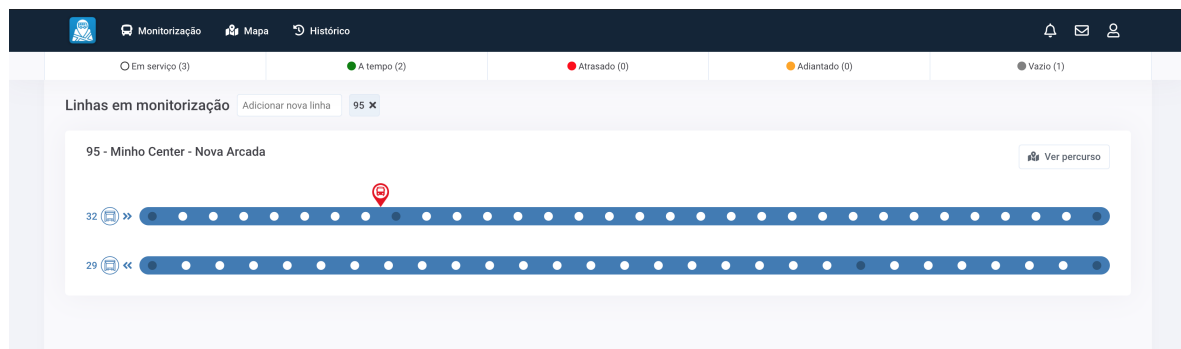 Monitorização Mapa Histórico
Em serviço (3) A tempo (2) Atrasado (0) Adiantado (0) Vazio (1)
Linhas em monitorização Adicionar nova linha 95 ×
95 - Minho Center - Nova Arcada Ver percurso
32 »
29 «